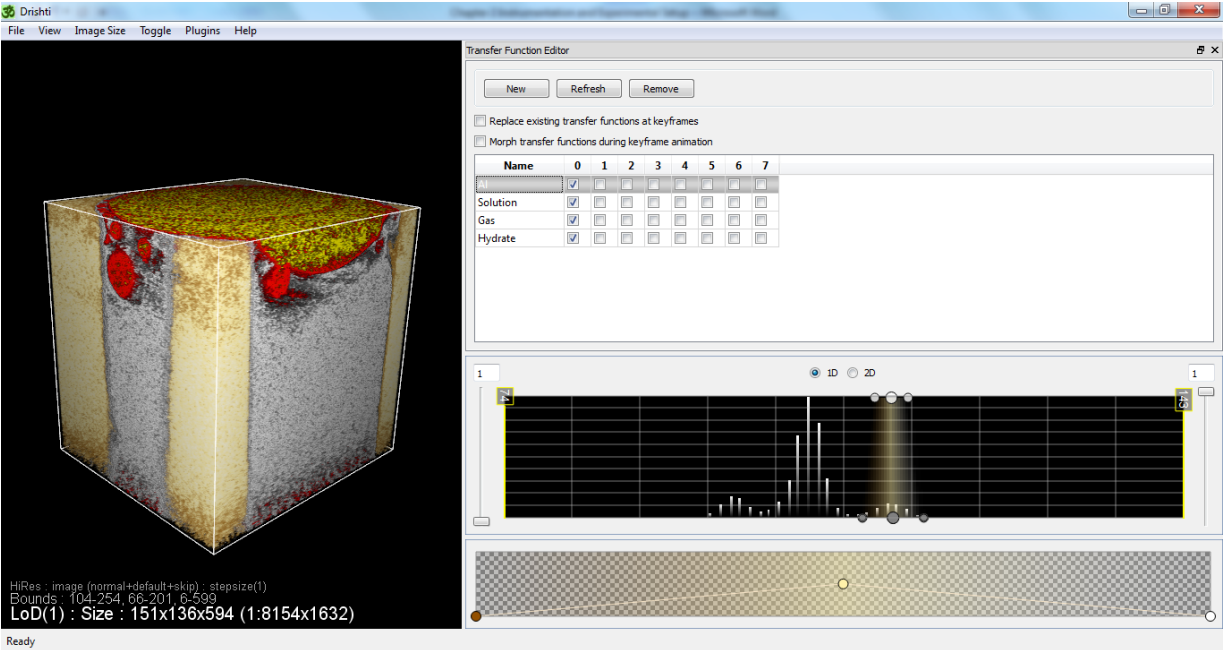 Drishti
File View Image Size Toggle Plugins Help
Transfer Function Editor
New Refresh Remove
Replace existing transfer functions at keyframes
Morph transfer functions during keyframe animation
Name 0 1 2 3 4 5 6 7
Al
Solution
Gas
Hydrate
1 1D 2D 1
74 143
HiRes : image (normal+default+skip) : stepsize(1)
Bounds : 104-254, 66-201, 6-599
LoD(1) : Size : 151x136x594 (1:8154x1632)
Ready